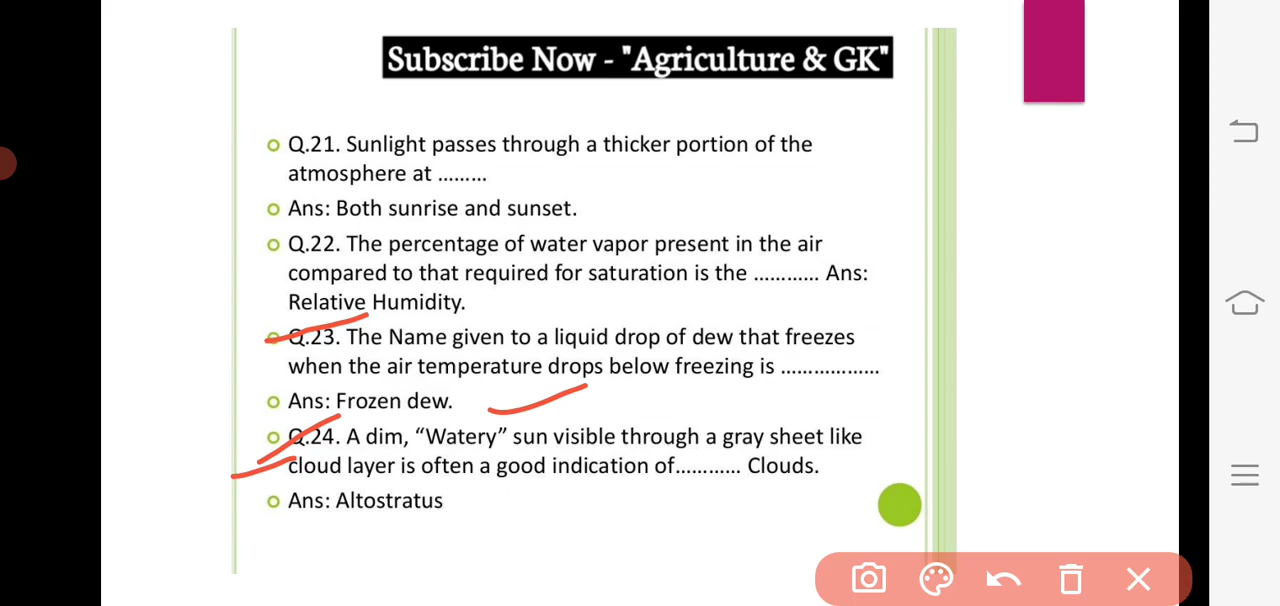 Subscribe Now - "Agriculture & GK"
Q.21. Sunlight passes through a thicker portion of the
atmosphere at .........
Ans: Both sunrise and sunset.
Q.22. The percentage of water vapor present in the air
compared to that required for saturation is the ............ Ans:
Relative Humidity.
Q.23. The Name given to a liquid drop of dew that freezes
when the air temperature drops below freezing is ..................
Ans: Frozen dew.
Q.24. A dim, “Watery” sun visible through a gray sheet like
cloud layer is often a good indication of............ Clouds.
Ans: Altostratus